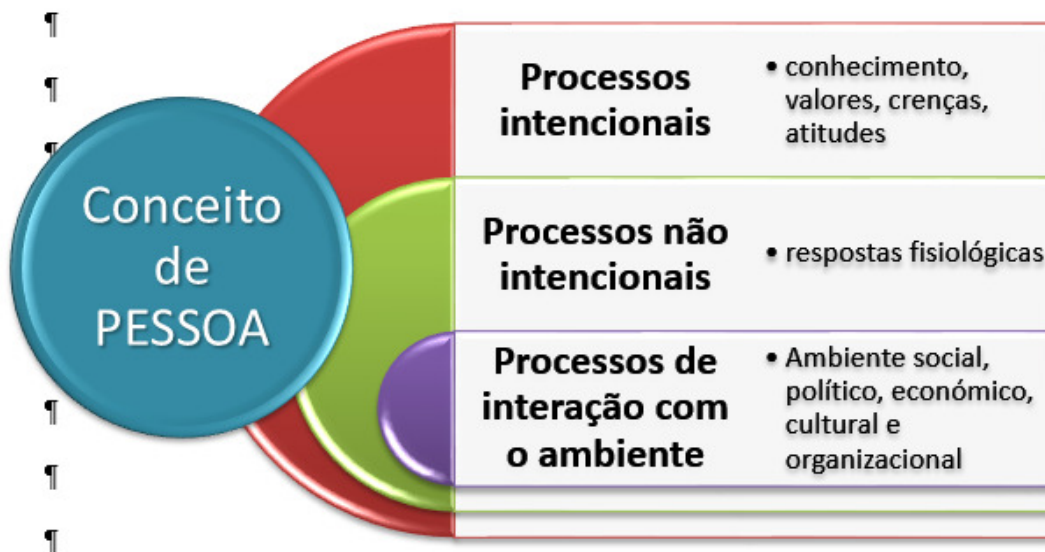 ¶
¶
¶
¶
¶
¶
Conceito
de
PESSOA
Processos
intencionais
• conhecimento,
valores, crenças,
atitudes
Processos não
intencionais
• respostas fisiológicas
Processos de
interação com
o ambiente
• Ambiente social,
político, económico,
cultural e
organizacional